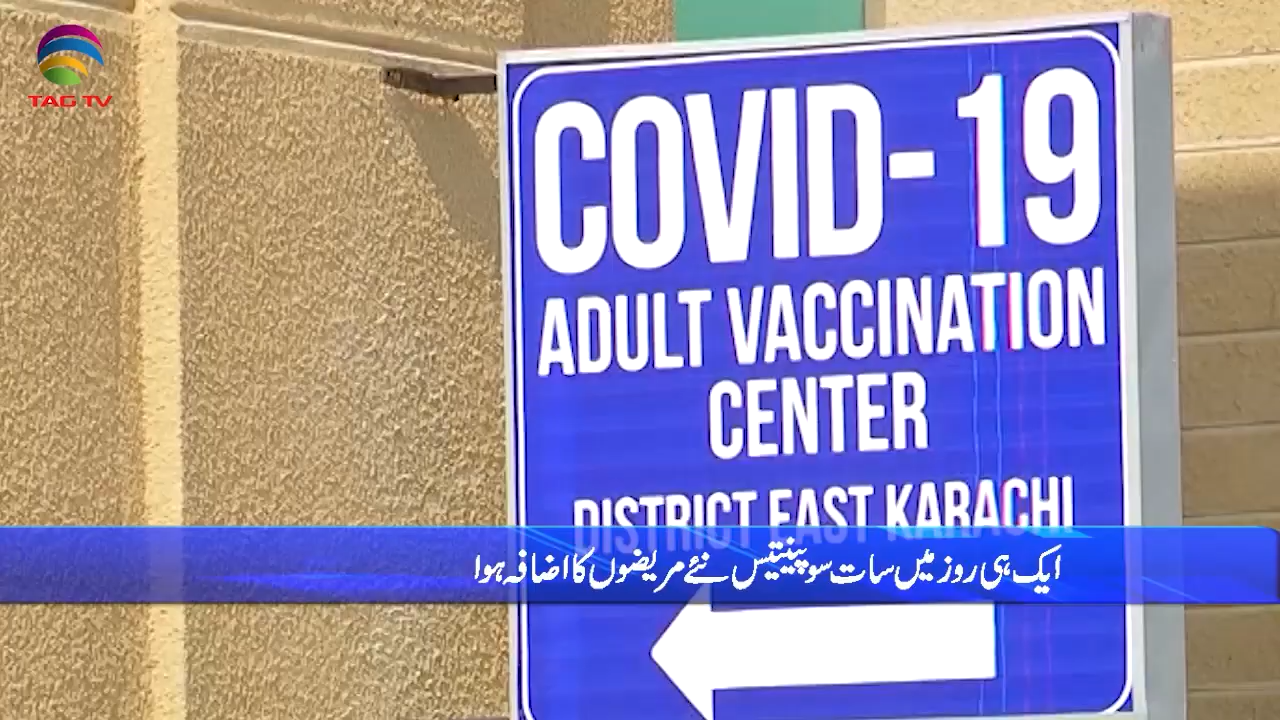 TAG TV
COVID-19
ADULT VACCINATION
CENTER
DISTRICT EAST KARACHI
ایک ہی روز میں سات سو پینتیس نئے مریضوں کا اضافہ ہوا